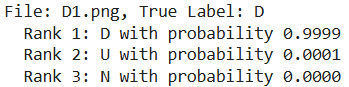 File: D1.png, True Label: D
Rank 1: D with probability 0.9999
Rank 2: U with probability 0.0001
Rank 3: N with probability 0.0000